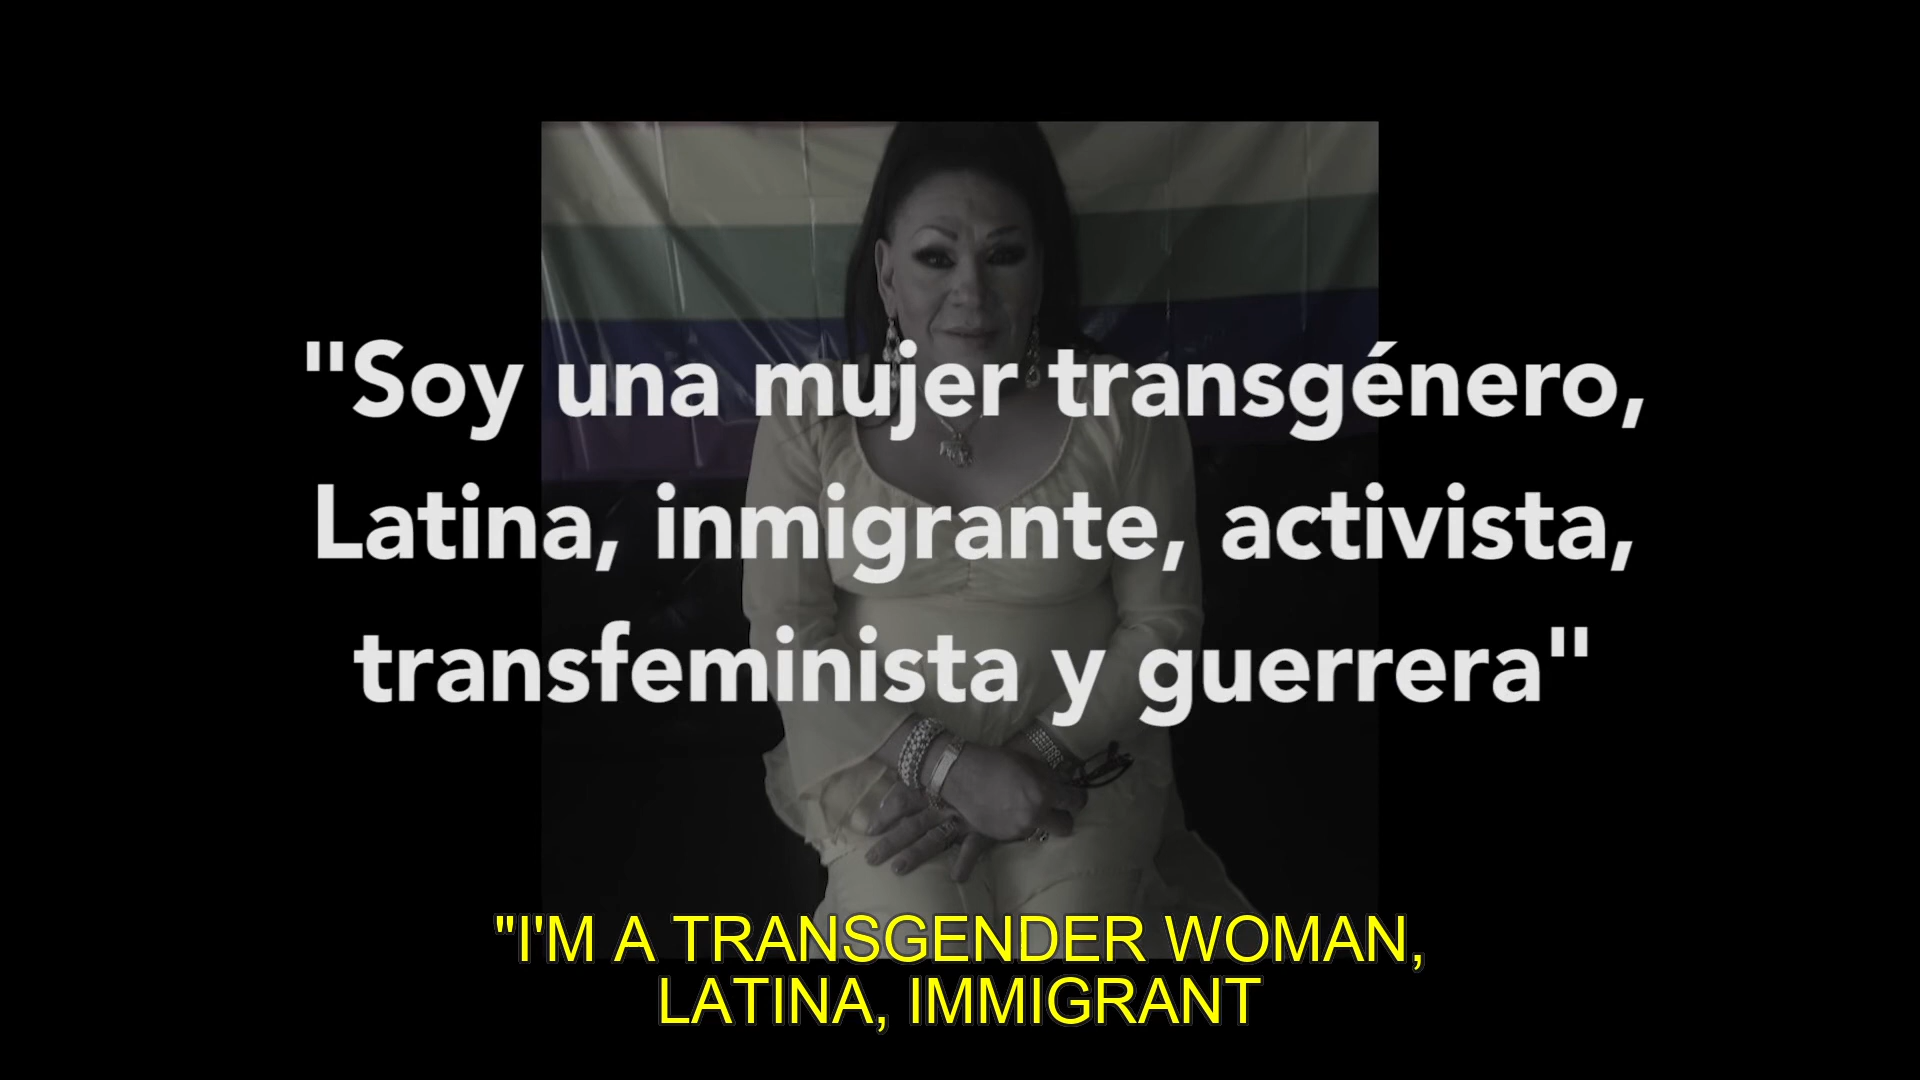 "Soy una mujer transgénero,
Latina, inmigrante, activista,
transfeminista y guerrera"
"I'M A TRANSGENDER WOMAN,
LATINA, IMMIGRANT